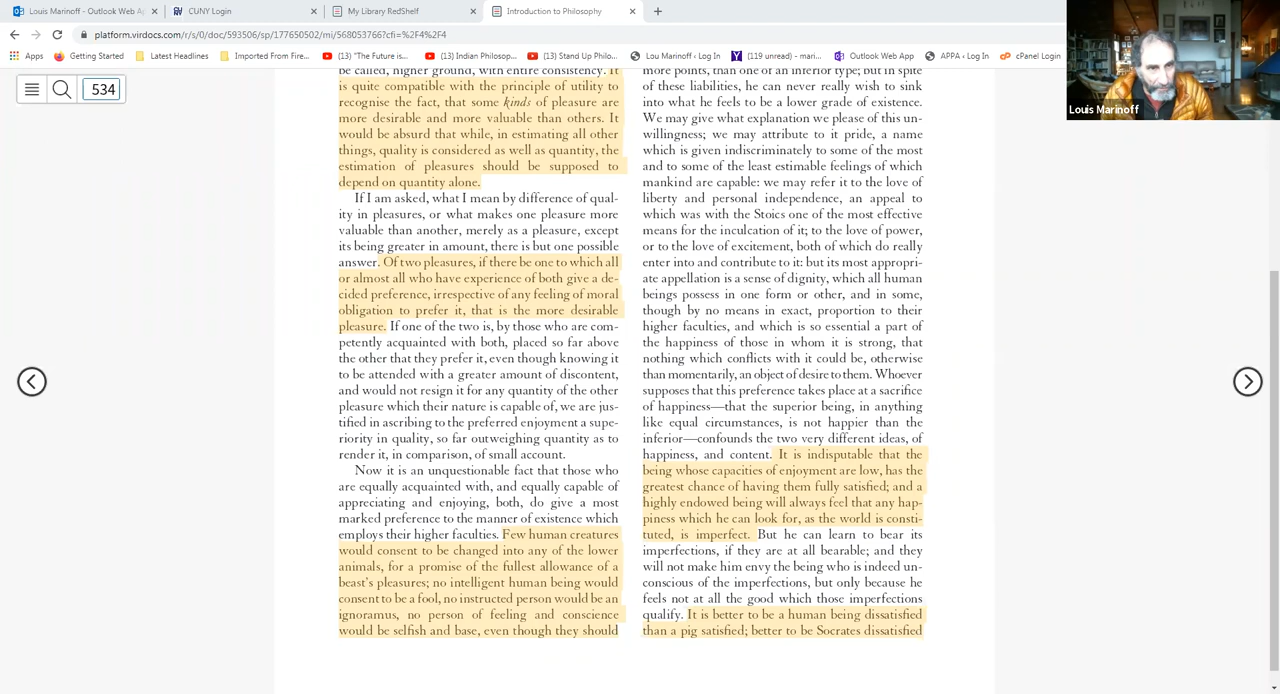 Louis Marinoff - Outlook Web A
CUNY Login
My Library RedShelf
Introduction to Philosophy
platform.virdocs.com/r/s/0/doc/593506/sp/177650502/mi/568053766?cfi=%2F4%2F4
Apps
Getting Started
Latest Headlines
Imported From Fire...
(13) "The Future is...
(13) Indian Philosop...
(13) Stand Up Philo...
Lou Marinoff ‹ Log In
[119 unread) - mari...
Outlook Web App
APPA ‹ Log In
cPanel Login
Louis Marinoff
534
be called, higher ground, with entire consistency. It
is quite compatible with the principle of utility to
recognise the fact, that some kinds of pleasure are
more desirable and more valuable than others. It
would be absurd that while, in estimating all other
things, quality is considered as well as quantity, the
estimation of pleasures should be supposed to
depend on quantity alone.
If I am asked, what I mean by difference of qual-
ity in pleasures, or what makes one pleasure more
valuable than another, merely as a pleasure, except
its being greater in amount, there is but one possible
answer. Of two pleasures, if there be one to which all
or almost all who have experience of both give a de-
cided preference, irrespective of any feeling of moral
obligation to prefer it, that is the more desirable
pleasure. If one of the two is, by those who are com-
petently acquainted with both, placed so far above
the other that they prefer it, even though knowing it
to be attended with a greater amount of discontent,
and would not resign it for any quantity of the other
pleasure which their nature is capable of, we are jus-
tified in ascribing to the preferred enjoyment a supe-
riority in quality, so far outweighing quantity as to
render it, in comparison, of small account.
Now it is an unquestionable fact that those who
are equally acquainted with, and equally capable of
appreciating and enjoying, both, do give a most
marked preference to the manner of existence which
employs their higher faculties. Few human creatures
would consent to be changed into any of the lower
animals, for a promise of the fullest allowance of a
beast's pleasures; no intelligent human being would
consent to be a fool, no instructed person would be an
ignoramus, no person of feeling and conscience
would be selfish and base, even though they should
more points, than one of an inferior type; but in spite
of these liabilities, he can never really wish to sink
into what he feels to be a lower grade of existence.
We may give what explanation we please of this un-
willingness; we may attribute it to pride, a name
which is given indiscriminately to some of the most
and to some of the least estimable feelings of which
mankind are capable: we may refer it to the love of
liberty and personal independence, an appeal to
which was with the Stoics one of the most effective
means for the inculcation of it; to the love of power,
or to the love of excitement, both of which do really
enter into and contribute to it: but its most appropri-
ate appellation is a sense of dignity, which all human
beings possess in one form or other, and in some,
though by no means in exact, proportion to their
higher faculties, and which is so essential a part of
the happiness of those in whom it is strong, that
nothing which conflicts with it could be, otherwise
than momentarily, an object of desire to them. Whoever
supposes that this preference takes place at a sacrifice
of happiness—that the superior being, in anything
like equal circumstances, is not happier than the
inferior—confounds the two very different ideas, of
happiness, and content. It is indisputable that the
being whose capacities of enjoyment are low, has the
greatest chance of having them fully satisfied; and a
highly endowed being will always feel that any hap-
piness which he can look for, as the world is consti-
tuted, is imperfect. But he can learn to bear its
imperfections, if they are at all bearable; and they
will not make him envy the being who is indeed un-
conscious of the imperfections, but only because he
feels not at all the good which those imperfections
qualify. It is better to be a human being dissatisfied
than a pig satisfied; better to be Socrates dissatisfied